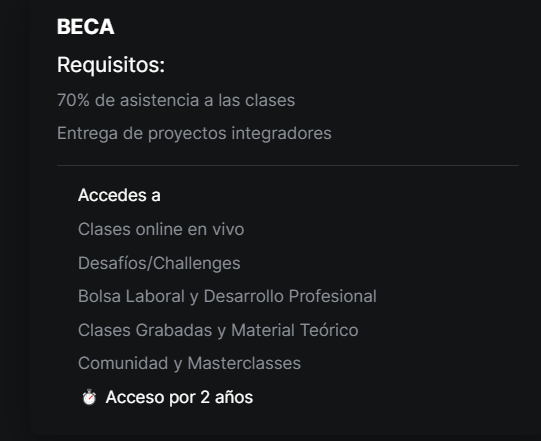 BECA
Requisitos:
70% de asistencia a las clases
Entrega de proyectos integradores
Accedes a
Clases online en vivo
Desafíos/Challenges
Bolsa Laboral y Desarrollo Profesional
Clases Grabadas y Material Teórico
Comunidad y Masterclasses
⏱️ Acceso por 2 años